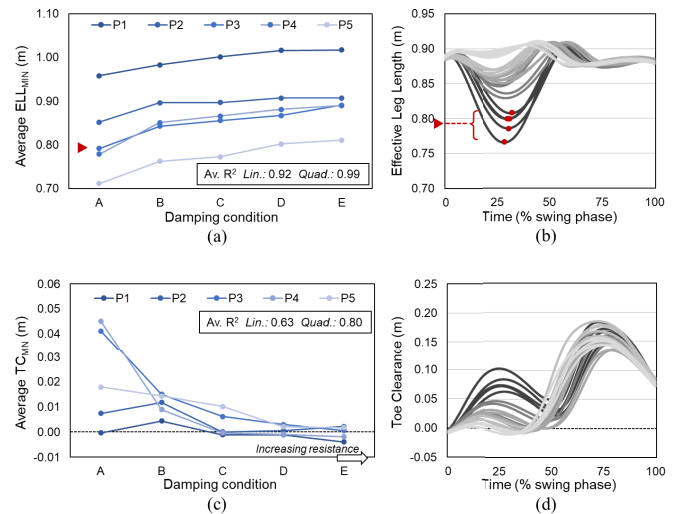 P1 P2 P3 P4 P5
Average ELL_MIN (m)
1.10
1.00
0.90
0.80
0.70
Av. R² Lin.: 0.92 Quad.: 0.99
A B C D E
Damping condition
(a)
Effective Leg Length (m)
0.95
0.90
0.85
0.80
0.75
0.70
0 25 50 75 100
Time (% swing phase)
(b)
P1 P2 P3 P4 P5
Average TC_MN (m)
0.06
0.05
0.04
0.03
0.02
0.01
0.00
-0.01
Av. R² Lin.: 0.63 Quad.: 0.80
Increasing resistance
A B C D E
Damping condition
(c)
Toe Clearance (m)
0.25
0.20
0.15
0.10
0.05
0.00
-0.05
0 25 50 75 100
Time (% swing phase)
(d)